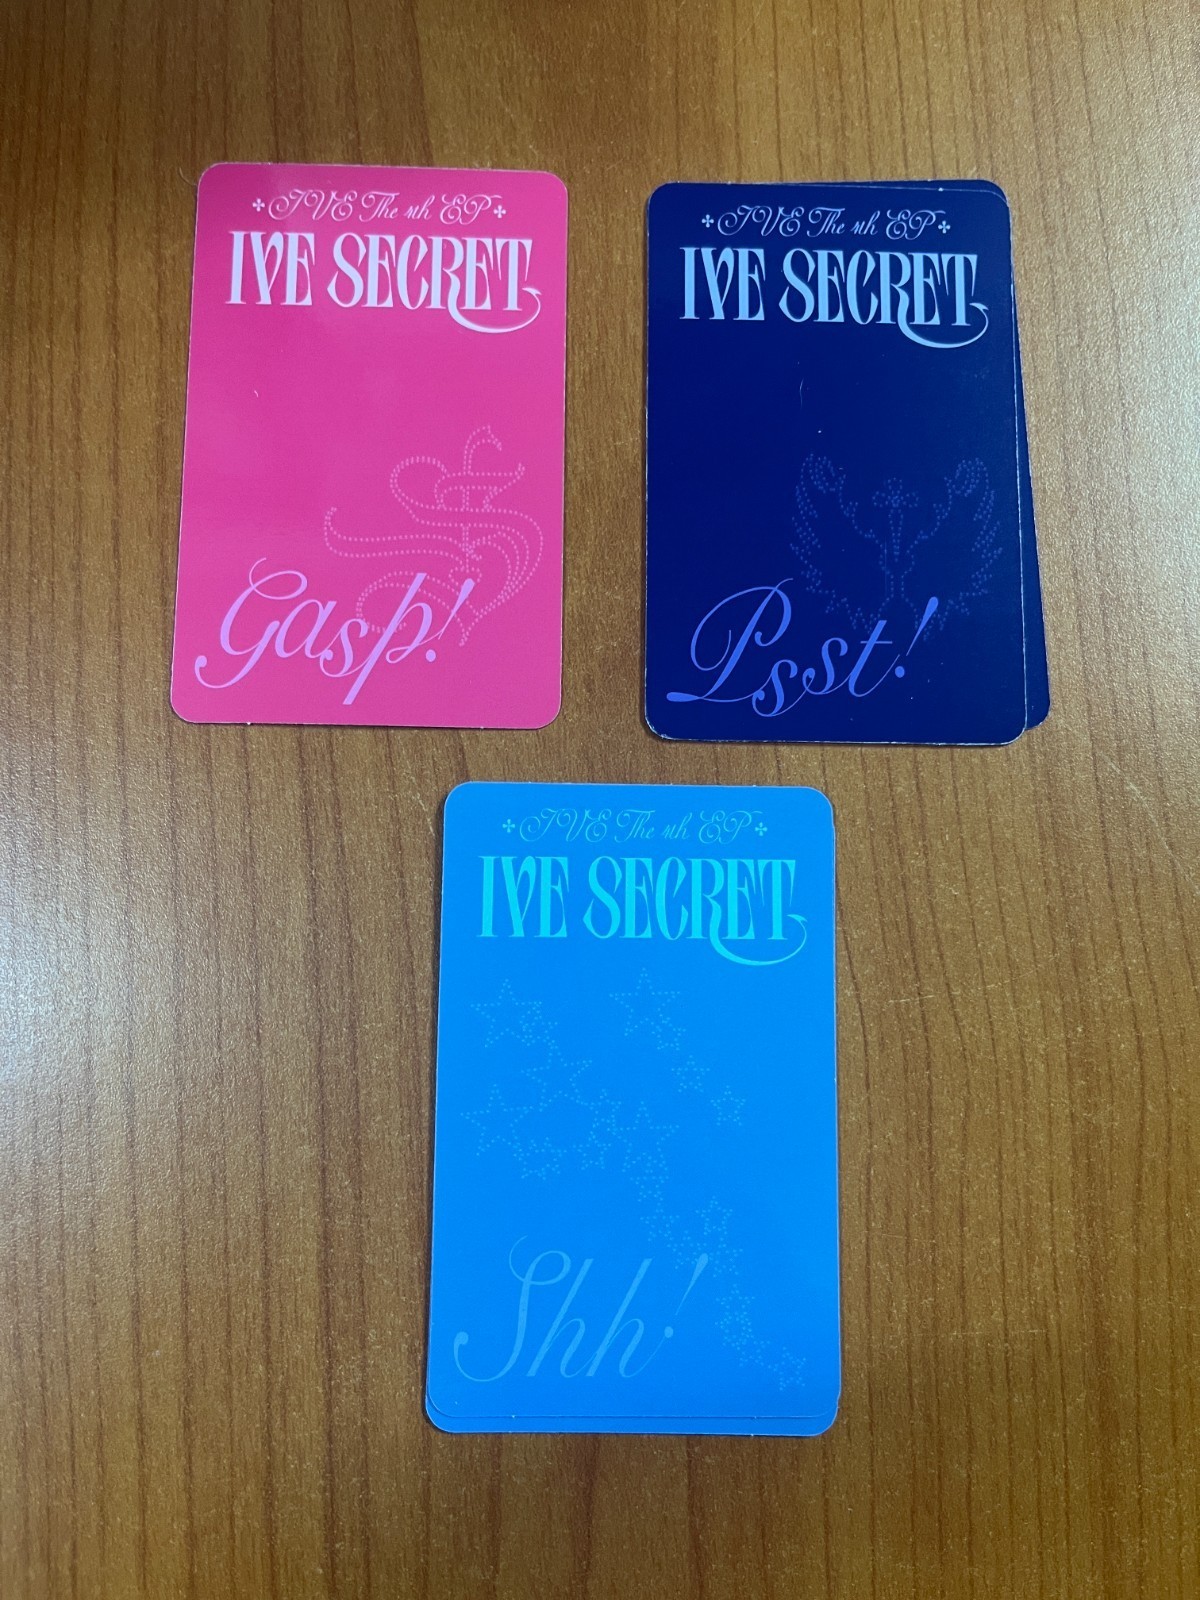 IVE The 4th EP
IVE SECRET
Gasp!
IVE The 4th EP
IVE SECRET
Psst!
IVE The 4th EP
IVE SECRET
Shh!